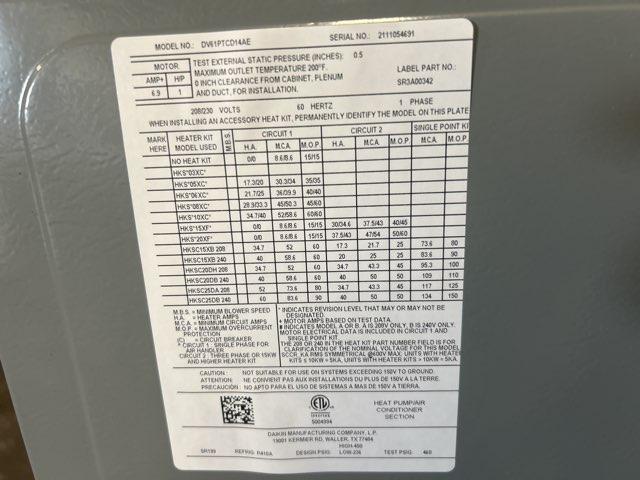 MODEL NO.: DV61PTCD14AE SERIAL NO.: 2111054691
MOTOR TEST EXTERNAL STATIC PRESSURE (INCHES): 0.5
AMP+ H/P MAXIMUM OUTLET TEMPERATURE 200°F. LABEL PART NO.:
6.9 1 0 INCH CLEARANCE FROM CABINET, PLENUM SR3A00342
AND DUCT, FOR INSTALLATION.
208/230 VOLTS 60 HERTZ 1 PHASE
WHEN INSTALLING AN ACCESSORY HEAT KIT, PERMANENTLY IDENTIFY THE MODEL ON THIS PLATE
MARK HERE HEATER KIT MODEL USED M.B.S. CIRCUIT 1 CIRCUIT 2 SINGLE POINT KI
H.A. M.C.A. M.O.P. H.A. M.C.A. M.O.P M.C.A. M.O.P.
NO HEAT KIT 0/0 8.6/8.6 15/15
HKS*03XC*
HKS*05XC* 17.3/20 30.3/34 35/35
HKS*06XC* 21.7/25 36/39.9 40/40
HKS*08XC* 28.9/33.3 45/50.3 45/60
HKS*10XC* 34.7/40 52/58.6 60/60
HKS*15XF* 0/0 8.6/8.6 15/15 30/34.6 37.5/43 40/45
HKS*20XF* 0/0 8.6/8.6 15/15 37.5/43 47/54 50/60
HKSC15XB 208 34.7 52 60 17.3 21.7 25 73.6 80
HKSC15XB 240 40 58.6 60 20 25 25 83.6 90
HKSC20DH 208 34.7 52 60 34.7 43.3 45 95.3 100
HKSC20DB 240 40 58.6 60 40 50 50 109 110
HKSC25DA 208 52 73.6 80 34.7 43.3 45 117 125
HKSC25DB 240 60 83.6 90 40 50 50 134 150
M.B.S. = MINIMUM BLOWER SPEED
H.A. = HEATER AMPS
M.C.A. = MINIMUM CIRCUIT AMPS
M.O.P. = MAXIMUM OVERCURRENT
PROTECTION
(C) = CIRCUIT BREAKER
^ CIRCUIT 1: SINGLE PHASE FOR
AIR HANDLER
CIRCUIT 2: THREE PHASE OR 15KW
AND HIGHER HEATER KIT
* INDICATES REVISION LEVEL THAT MAY OR MAY NOT BE
DESIGNATED.
+ MOTOR AMPS BASED ON TEST DATA.
# INDICATES MODEL A OR B. A IS 208V ONLY. B IS 240V ONLY.
MOTOR ELECTRICAL DATA IS INCLUDED IN CIRCUIT 1 AND
SINGLE POINT KIT
THE 208 OR 240 IN THE HEAT KIT PART NUMBER FIELD IS FOR
CLARIFICATION OF THE NOMINAL VOLTAGE FOR THIS MODEL
SCCR, KA RMS SYMMETRICAL @600V MAX: UNITS WITH HEATER
KITS ≤ 10KW = 5KA, UNITS WITH HEATER KITS > 10KW = 5KA.
CAUTION : NOT SUITABLE FOR USE ON SYSTEMS EXCEEDING 150V TO GROUND.
ATTENTION : NE CONVIENT PAS AUX INSTALLATIONS DU PLUS DE 150V A LA TERRE.
PRECAUCIÓN : NO APTO PARA EL USO DE SISTEMAS A MAS DE 150V A TIERRA.
ETL
5004994
HEAT PUMP/AIR
CONDITIONER
SECTION
DAIKIN MANUFACTURING COMPANY, L.P.
19001 KERMIER RD, WALLER, TX 77484
HIGH-450
SR199 REFRIG: R410A DESIGN PSIG: LOW-236 TEST PSIG: 460